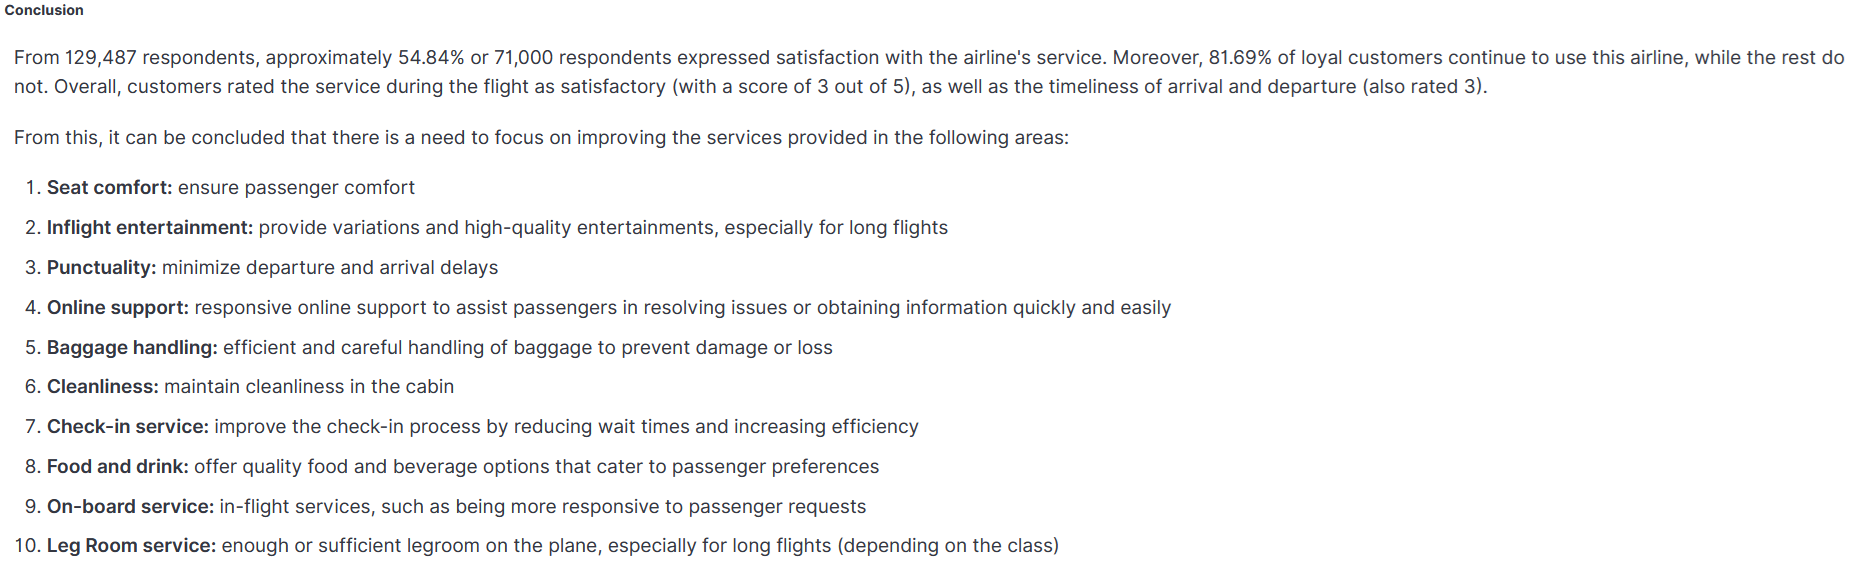 Conclusion
From 129,487 respondents, approximately 54.84% or 71,000 respondents expressed satisfaction with the airline's service. Moreover, 81.69% of loyal customers continue to use this airline, while the rest do
not. Overall, customers rated the service during the flight as satisfactory (with a score of 3 out of 5), as well as the timeliness of arrival and departure (also rated 3).
From this, it can be concluded that there is a need to focus on improving the services provided in the following areas:
1. Seat comfort: ensure passenger comfort
2. Inflight entertainment: provide variations and high-quality entertainments, especially for long flights
3. Punctuality: minimize departure and arrival delays
4. Online support: responsive online support to assist passengers in resolving issues or obtaining information quickly and easily
5. Baggage handling: efficient and careful handling of baggage to prevent damage or loss
6. Cleanliness: maintain cleanliness in the cabin
7. Check-in service: improve the check-in process by reducing wait times and increasing efficiency
8. Food and drink: offer quality food and beverage options that cater to passenger preferences
9. On-board service: in-flight services, such as being more responsive to passenger requests
10. Leg Room service: enough or sufficient legroom on the plane, especially for long flights (depending on the class)